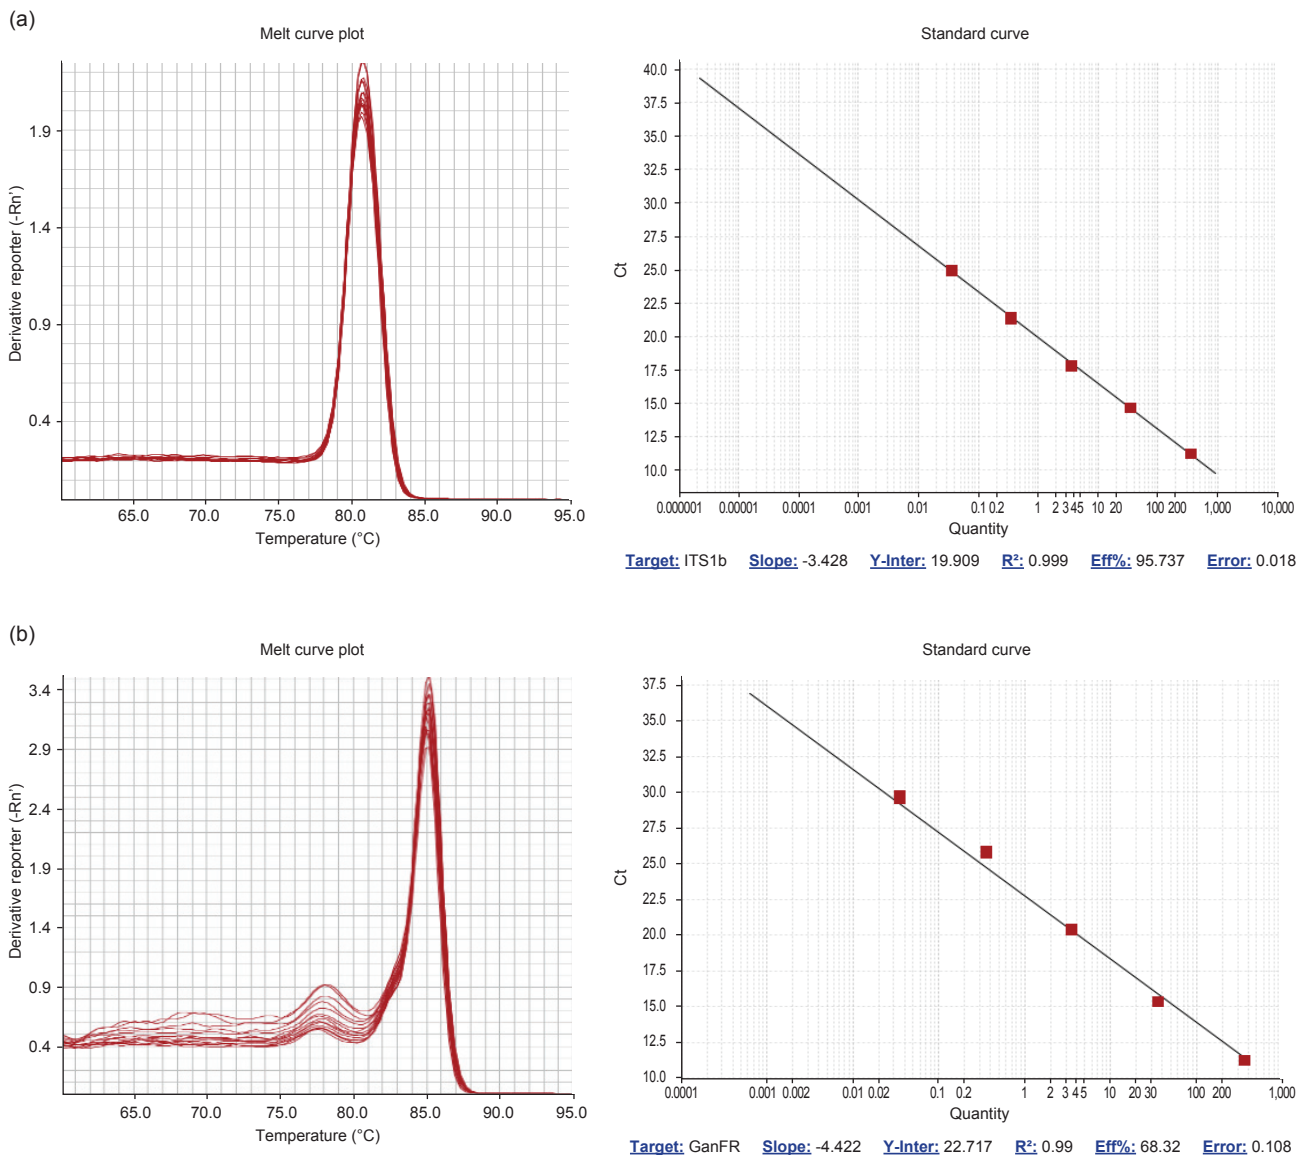 (a)
Melt curve plot
Derivative reporter (-Rn')
1.9
1.4
0.9
0.4
65.0 70.0 75.0 80.0 85.0 90.0 95.0
Temperature (°C)
Standard curve
Ct
40.0
37.5
35.0
32.5
30.0
27.5
25.0
22.5
20.0
17.5
15.0
12.5
10.0
0.000001 0.00001 0.0001 0.001 0.01 0.1 0.2 1 2 3 45 10 20 100 200 1,000 10,000
Quantity
Target: ITS1b Slope: -3.428 Y-Inter: 19.909 R²: 0.999 Eff%: 95.737 Error: 0.018
(b)
Melt curve plot
Derivative reporter (-Rn')
3.4
2.9
2.4
1.9
1.4
0.9
0.4
65.0 70.0 75.0 80.0 85.0 90.0 95.0
Temperature (°C)
Standard curve
Ct
37.5
35.0
32.5
30.0
27.5
25.0
22.5
20.0
17.5
15.0
12.5
10.0
0.0001 0.001 0.002 0.01 0.02 0.1 0.2 1 2 3 45 10 20 30 100 200 1,000
Quantity
Target: GanFR Slope: -4.422 Y-Inter: 22.717 R²: 0.99 Eff%: 68.32 Error: 0.108